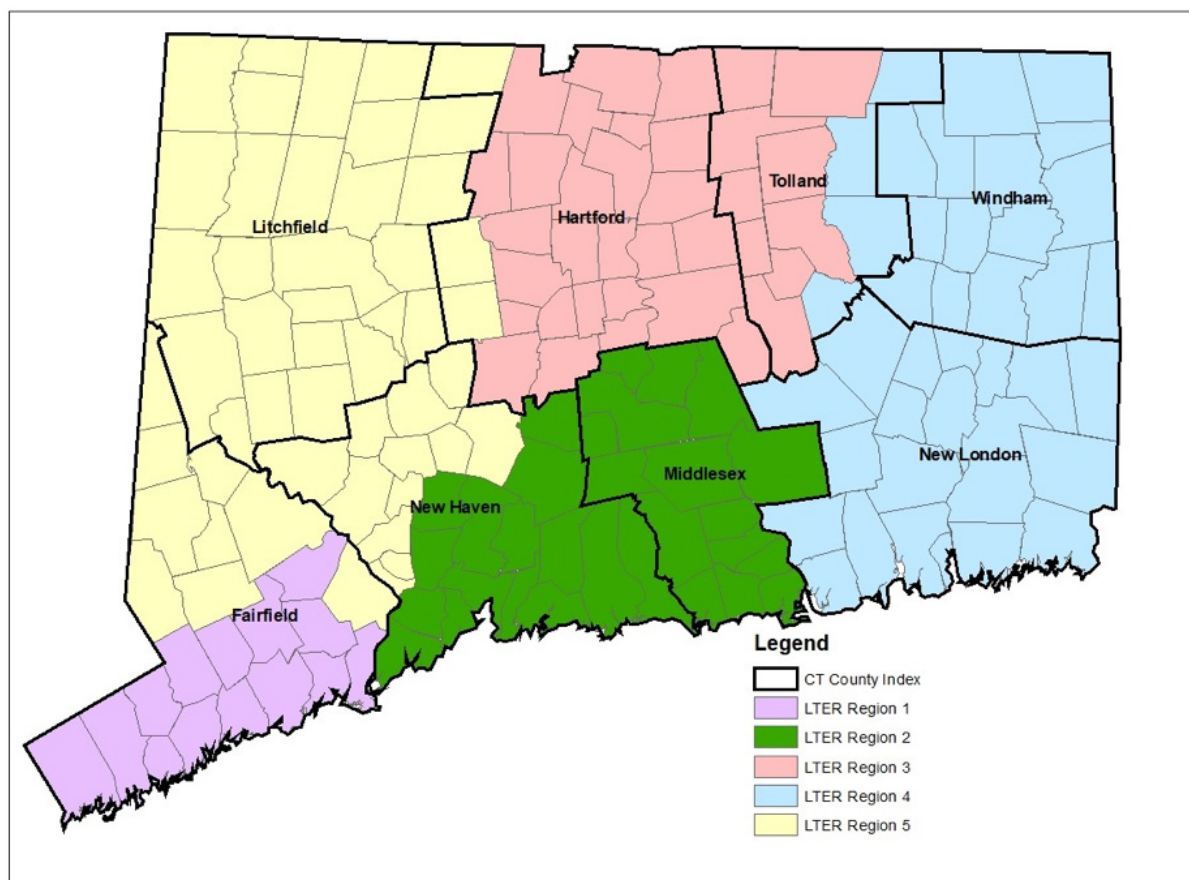 Litchfield
Hartford
Tolland
Windham
New Haven
Middlesex
New London
Fairfield
Legend
CT County Index
LTER Region 1
LTER Region 2
LTER Region 3
LTER Region 4
LTER Region 5